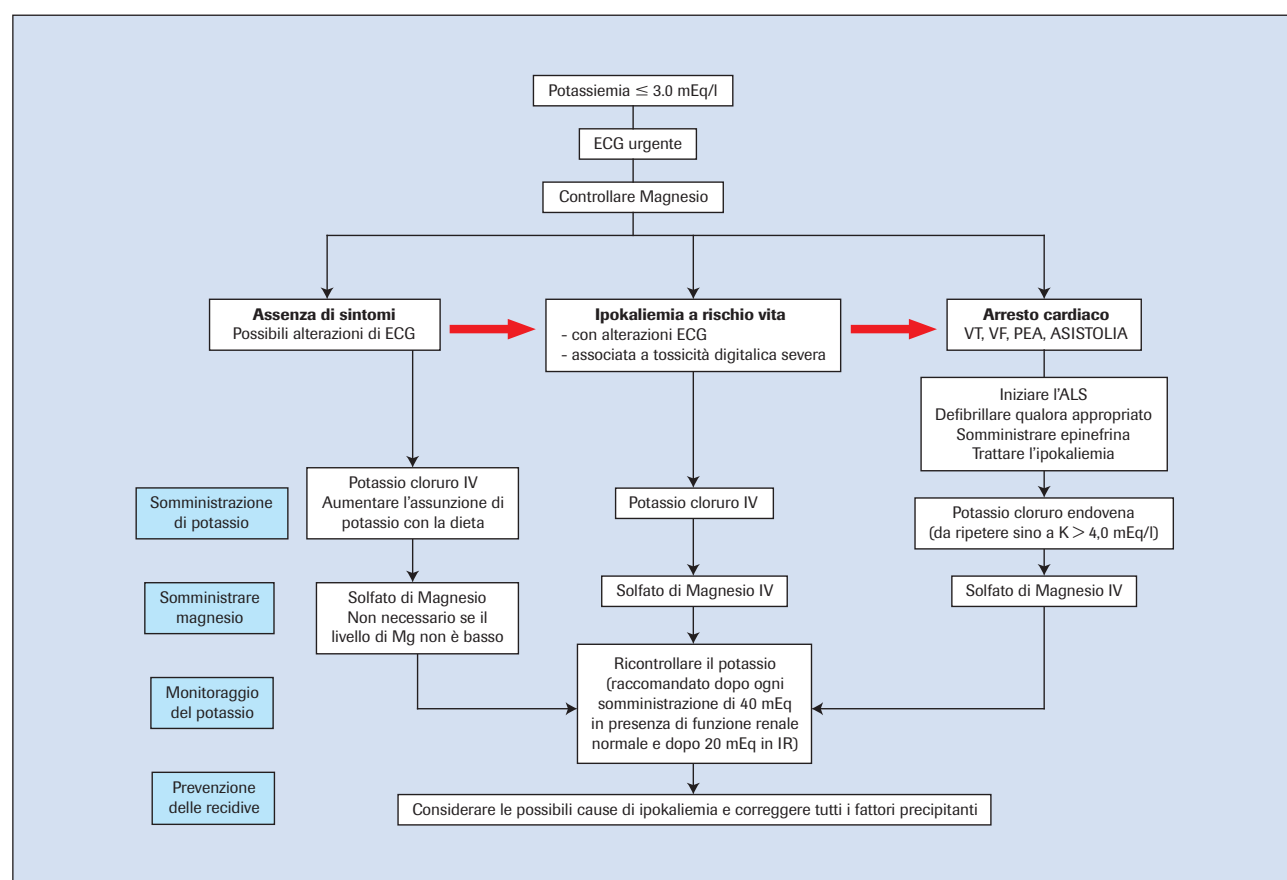 Potassiemia ≤ 3.0 mEq/l
ECG urgente
Controllare Magnesio
Assenza di sintomi
Possibili alterazioni di ECG
Ipokaliemia a rischio vita
- con alterazioni ECG
- associata a tossicità digitalica severa
Arresto cardiaco
VT, VF, PEA, ASISTOLIA
Iniziare l'ALS
Defibrillare qualora appropriato
Somministrare epinefrina
Trattare l'ipokaliemia
Somministrazione
di potassio
Potassio cloruro IV
Aumentare l'assunzione di
potassio con la dieta
Potassio cloruro IV
Potassio cloruro endovena
(da ripetere sino a K > 4,0 mEq/l)
Somministrare
magnesio
Solfato di Magnesio
Non necessario se il
livello di Mg non è basso
Solfato di Magnesio IV
Solfato di Magnesio IV
Monitoraggio
del potassio
Ricontrollare il potassio
(raccomandato dopo ogni
somministrazione di 40 mEq
in presenza di funzione renale
normale e dopo 20 mEq in IR)
Prevenzione
delle recidive
Considerare le possibili cause di ipokaliemia e correggere tutti i fattori precipitanti